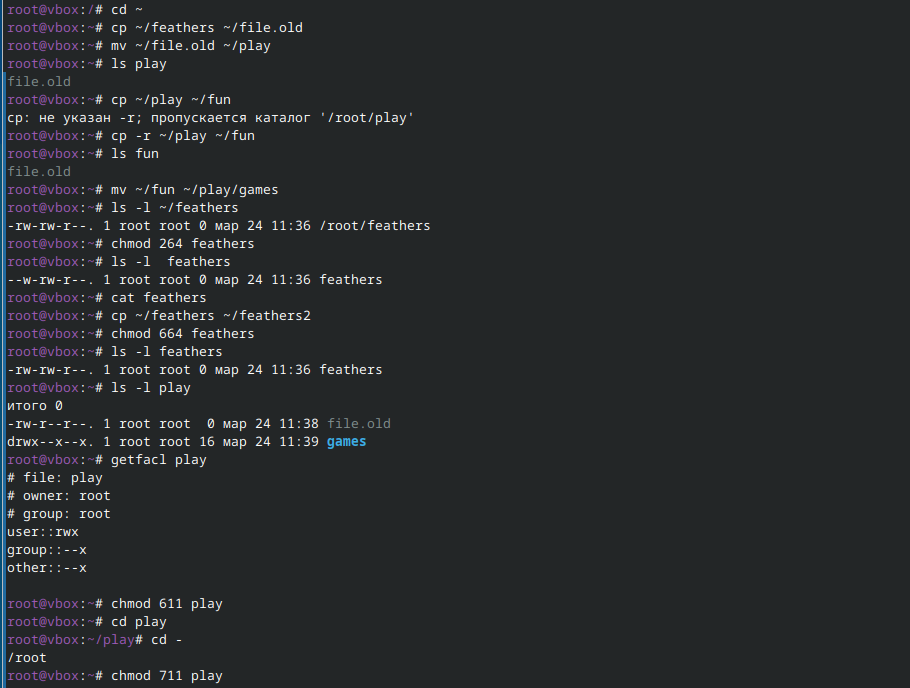 root@vbox:/# cd ~
root@vbox:~# cp ~/feathers ~/file.old
root@vbox:~# mv ~/file.old ~/play
root@vbox:~# ls play
file.old
root@vbox:~# cp ~/play ~/fun
cp: не указан -r; пропускается каталог '/root/play'
root@vbox:~# cp -r ~/play ~/fun
root@vbox:~# ls fun
file.old
root@vbox:~# mv ~/fun ~/play/games
root@vbox:~# ls -l ~/feathers
-rw-rw-r--. 1 root root 0 мар 24 11:36 /root/feathers
root@vbox:~# chmod 264 feathers
root@vbox:~# ls -l  feathers
--w-rw-r--. 1 root root 0 мар 24 11:36 feathers
root@vbox:~# cat feathers
root@vbox:~# cp ~/feathers ~/feathers2
root@vbox:~# chmod 664 feathers
root@vbox:~# ls -l feathers
-rw-rw-r--. 1 root root 0 мар 24 11:36 feathers
root@vbox:~# ls -l play
итого 0
-rw-r--r--. 1 root root  0 мар 24 11:38 file.old
drwx--x--x. 1 root root 16 мар 24 11:39 games
root@vbox:~# getfacl play
# file: play
# owner: root
# group: root
user::rwx
group::--x
other::--x

root@vbox:~# chmod 611 play
root@vbox:~# cd play
root@vbox:~/play# cd -
/root
root@vbox:~# chmod 711 play